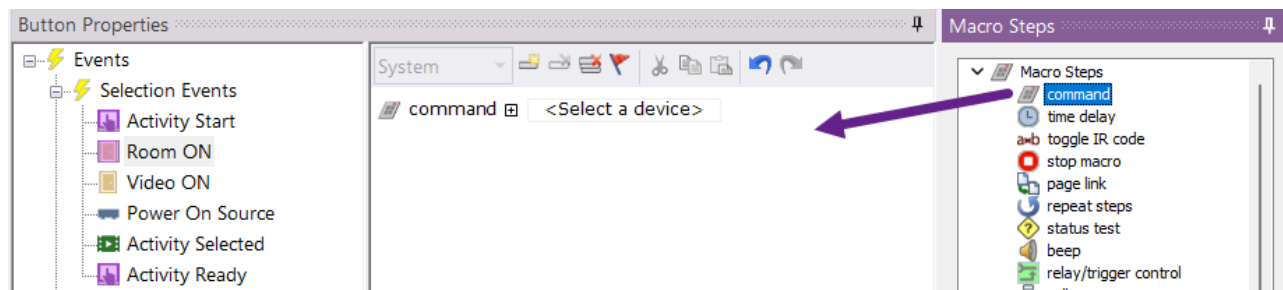 Button Properties
Events
Selection Events
Activity Start
Room ON
Video ON
Power On Source
Activity Selected
Activity Ready
System
command <Select a device>
Macro Steps
Macro Steps
command
time delay
a➔b toggle IR code
stop macro
page link
repeat steps
status test
beep
relay/trigger control